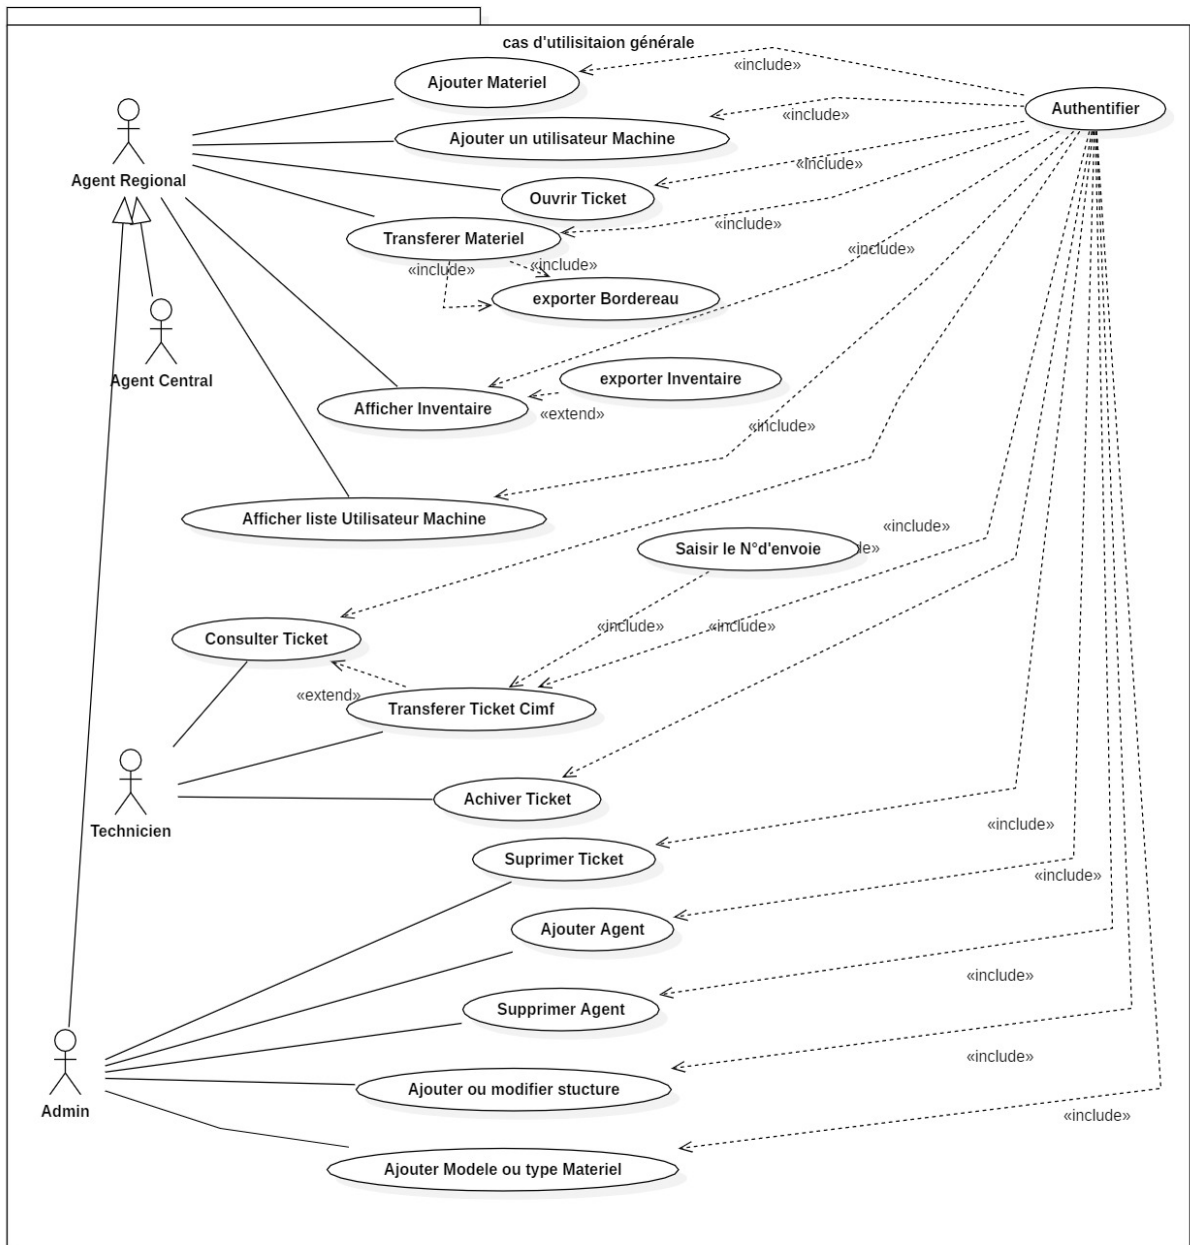 cas d'utilisitaion générale
Ajouter Materiel
«include»
Authentifier
Ajouter un utilisateur Machine
«include»
«include»
Agent Regional
Ouvrir Ticket
«include»
Transferer Materiel
«include»
«include»
«include»
exporter Bordereau
Agent Central
exporter Inventaire
Afficher Inventaire
«extend»
«include»
Afficher liste Utilisateur Machine
«include»
Saisir le N°d'envoie
de»
«include»
«include»
Consulter Ticket
«extend»
Transferer Ticket Cimf
Achiver Ticket
Technicien
«include»
Suprimer Ticket
«include»
Ajouter Agent
«include»
Supprimer Agent
«include»
Ajouter ou modifier stucture
Admin
«include»
Ajouter Modele ou type Materiel